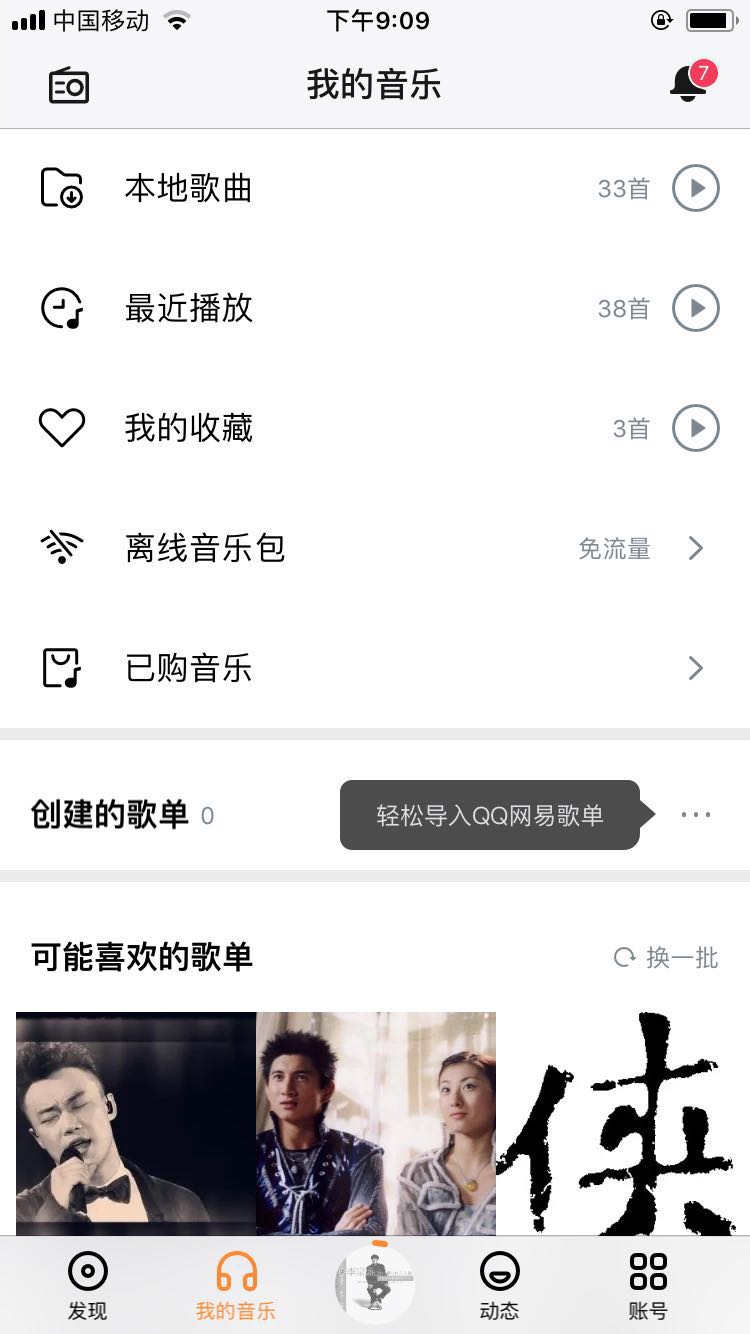 中国移动
下午9:09
我的音乐
7
本地歌曲
33首
最近播放
38首
我的收藏
3首
离线音乐包
免流量
已购音乐
创建的歌单 0
轻松导入QQ网易歌单
可能喜欢的歌单
换一批
侠
发现
我的音乐
动态
账号